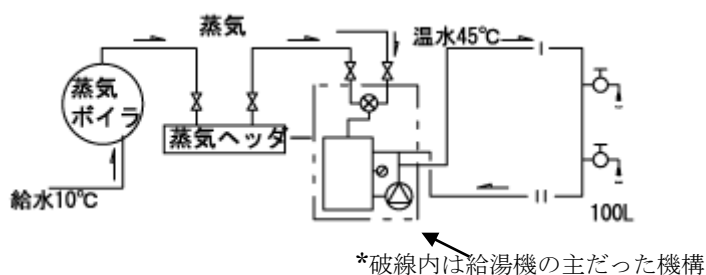 蒸気
温水45℃
蒸気
ボイラ
蒸気ヘッダ
給水10℃
100L
*破線内は給湯機の主だった機構